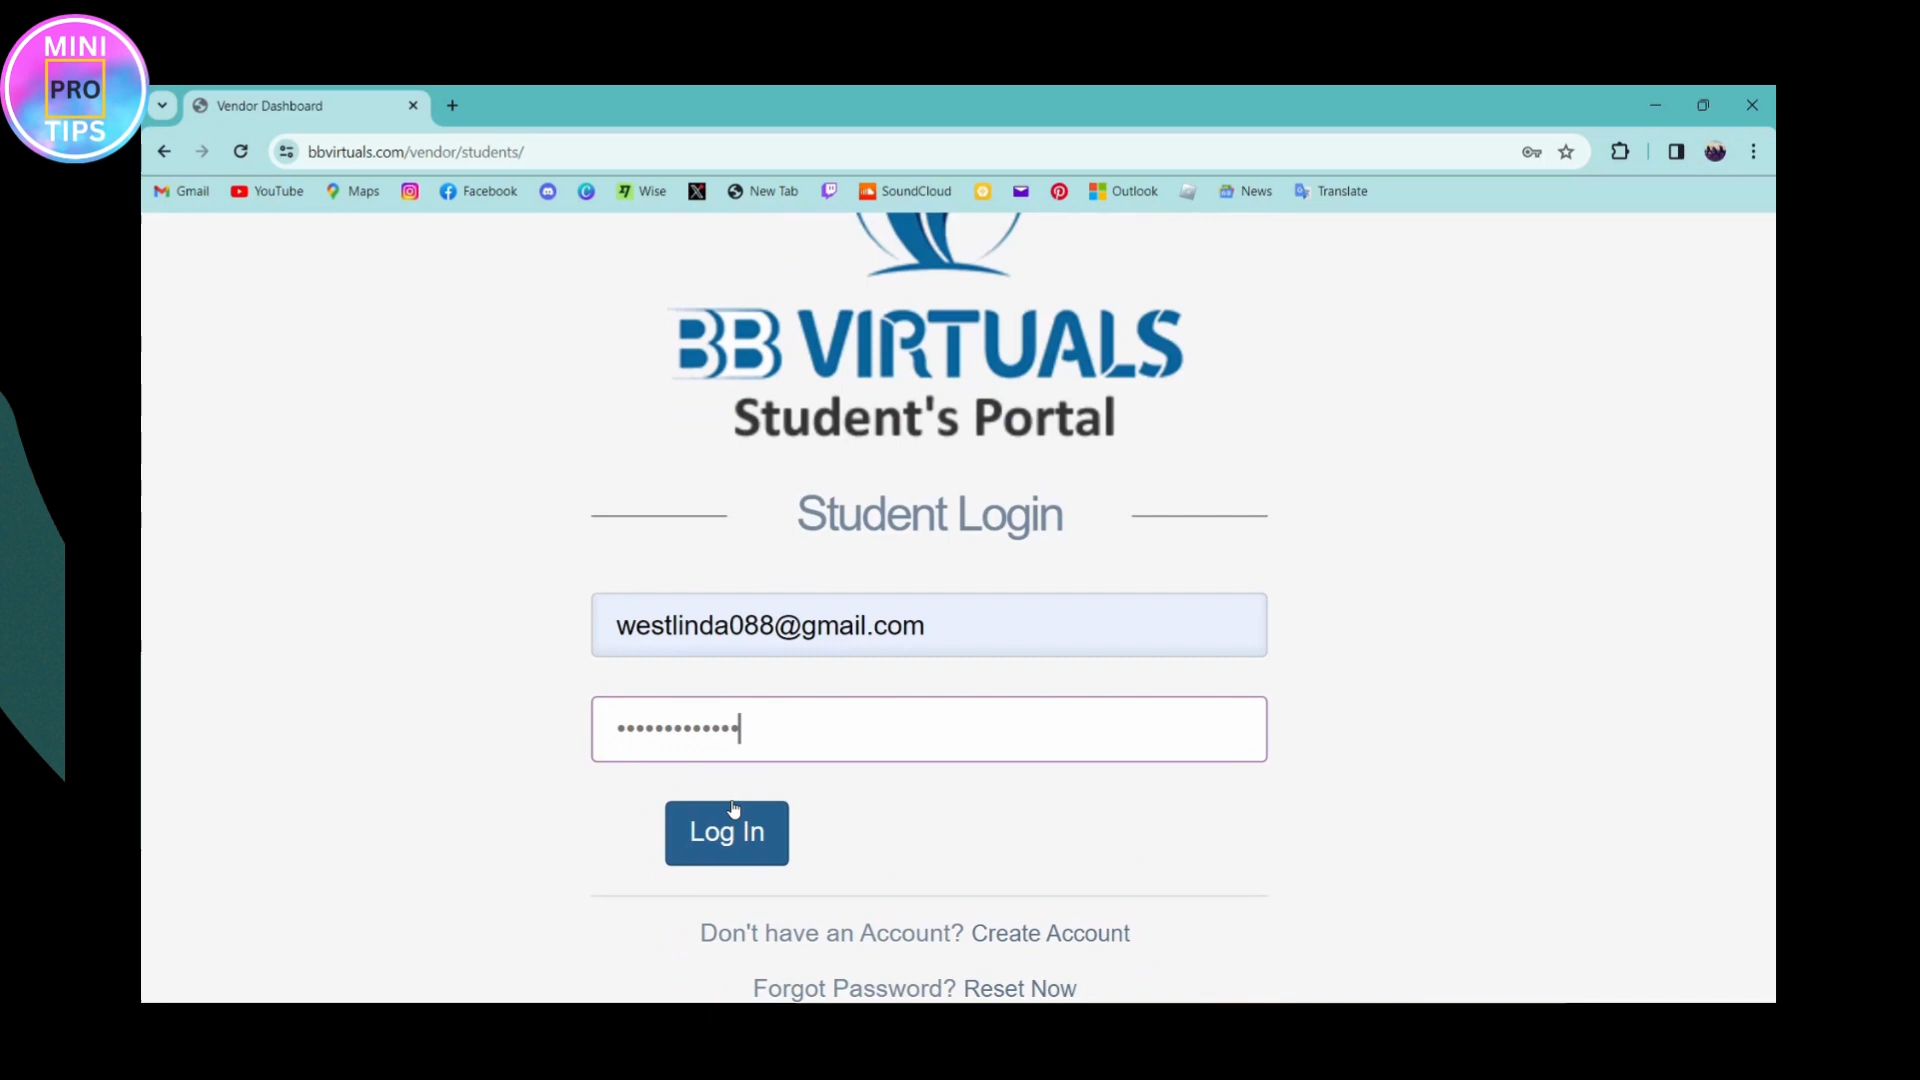 MINI
PRO
TIPS
Vendor Dashboard
bbvirtuals.com/vendor/students/
Gmail YouTube Maps Facebook Wise New Tab SoundCloud Outlook News Translate
BB VIRTUALS
Student's Portal
Student Login
westlinda088@gmail.com
•••••••••••••
Log In
Don't have an Account? Create Account
Forgot Password? Reset Now